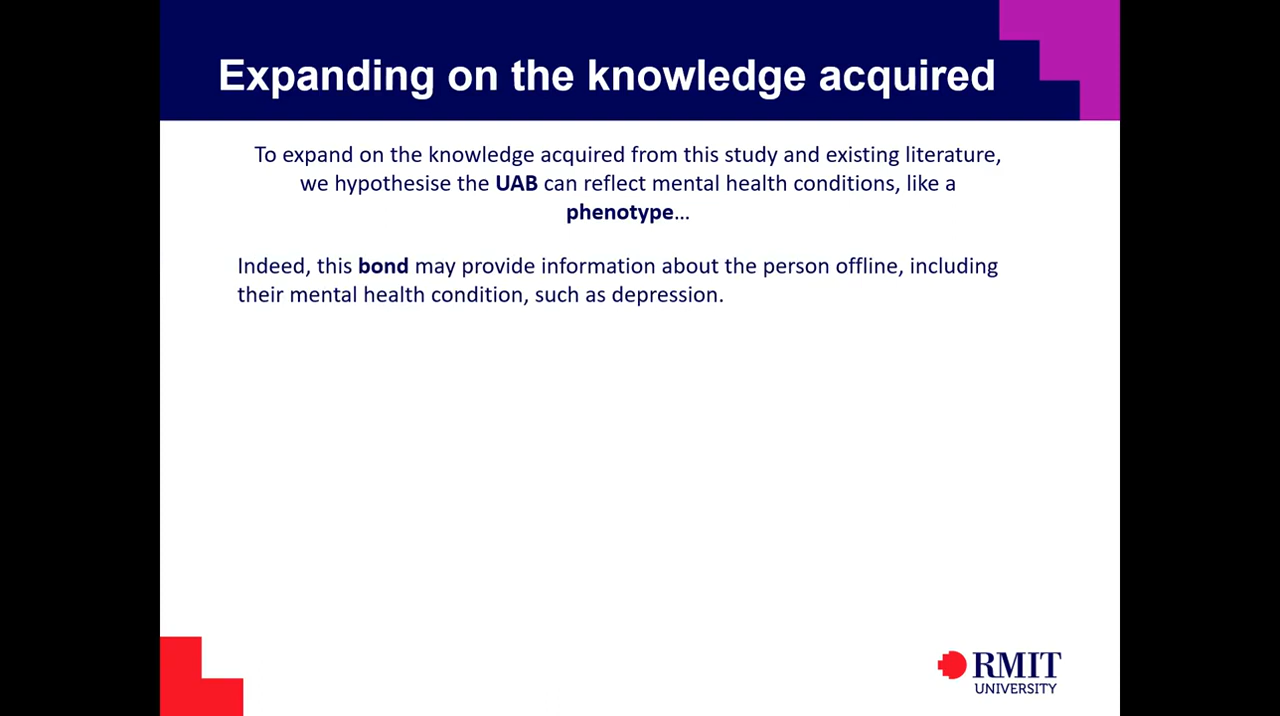 Expanding on the knowledge acquired
To expand on the knowledge acquired from this study and existing literature,
we hypothesise the UAB can reflect mental health conditions, like a
phenotype…
Indeed, this bond may provide information about the person offline, including
their mental health condition, such as depression.
RMIT
UNIVERSITY